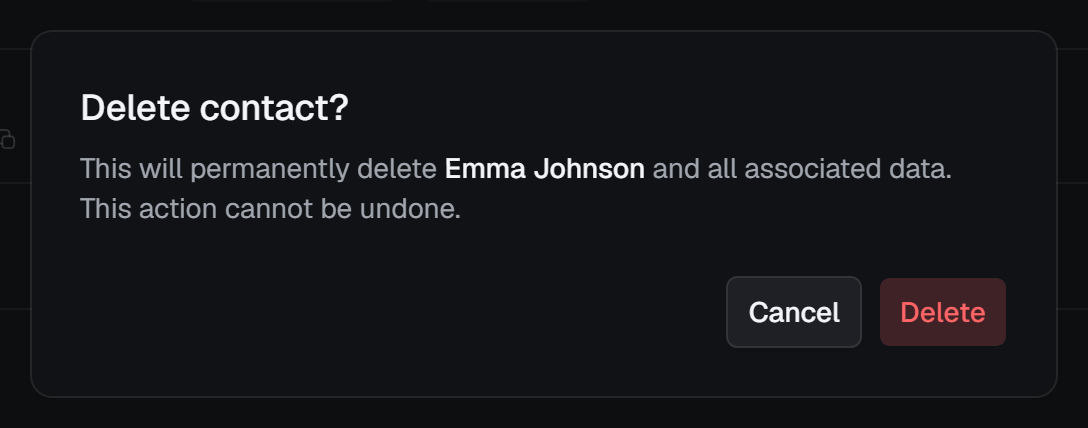 Delete contact?
This will permanently delete Emma Johnson and all associated data.
This action cannot be undone.
Cancel Delete